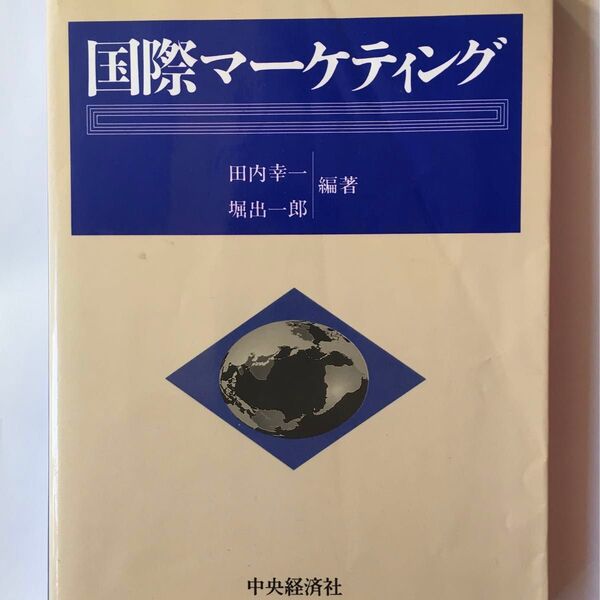 国際マーケティング
田内幸一
堀出一郎
編著
中央経済社